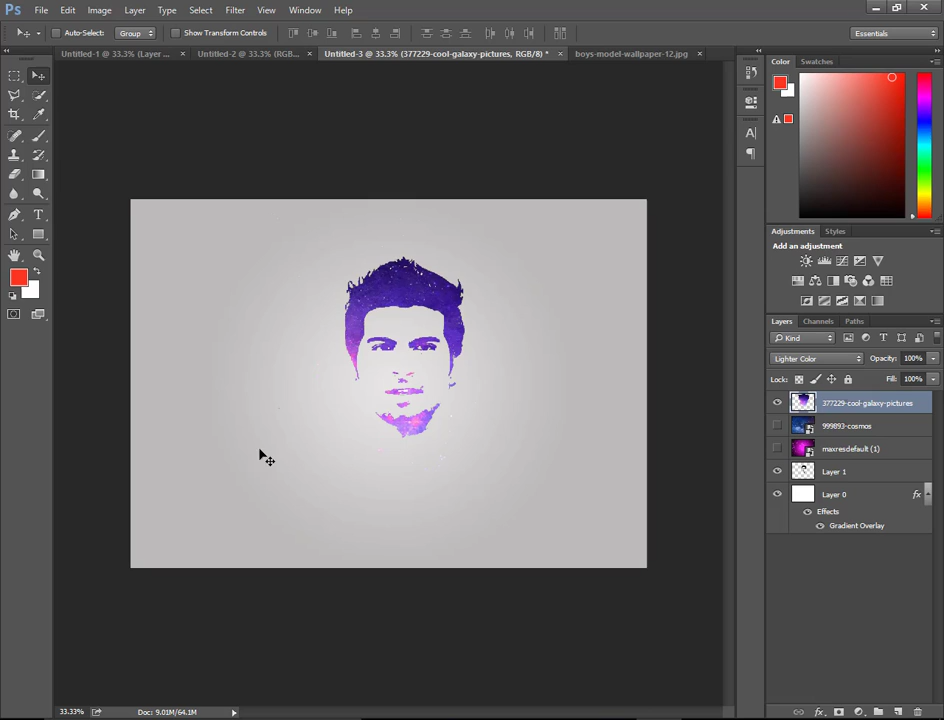 Ps File Edit Image Layer Type Select Filter View Window Help
Auto-Select: Group Show Transform Controls Essentials
Untitled-1 @ 33.3% (Layer ... × Untitled-2 @ 33.3% (RGB... × Untitled-3 @ 33.3% (377229-cool-galaxy-pictures, RGB/8) * × boys-model-wallpaper-12.jpg ×
Color Swatches
Adjustments Styles
Add an adjustment
Layers Channels Paths
Kind
Lighter Color Opacity: 100%
Lock: Fill: 100%
377229-cool-galaxy-pictures
999893-cosmos
maxresdefault (1)
Layer 1
Layer 0 fx
Effects
Gradient Overlay
33.33% Doc: 9.01M/64.1M